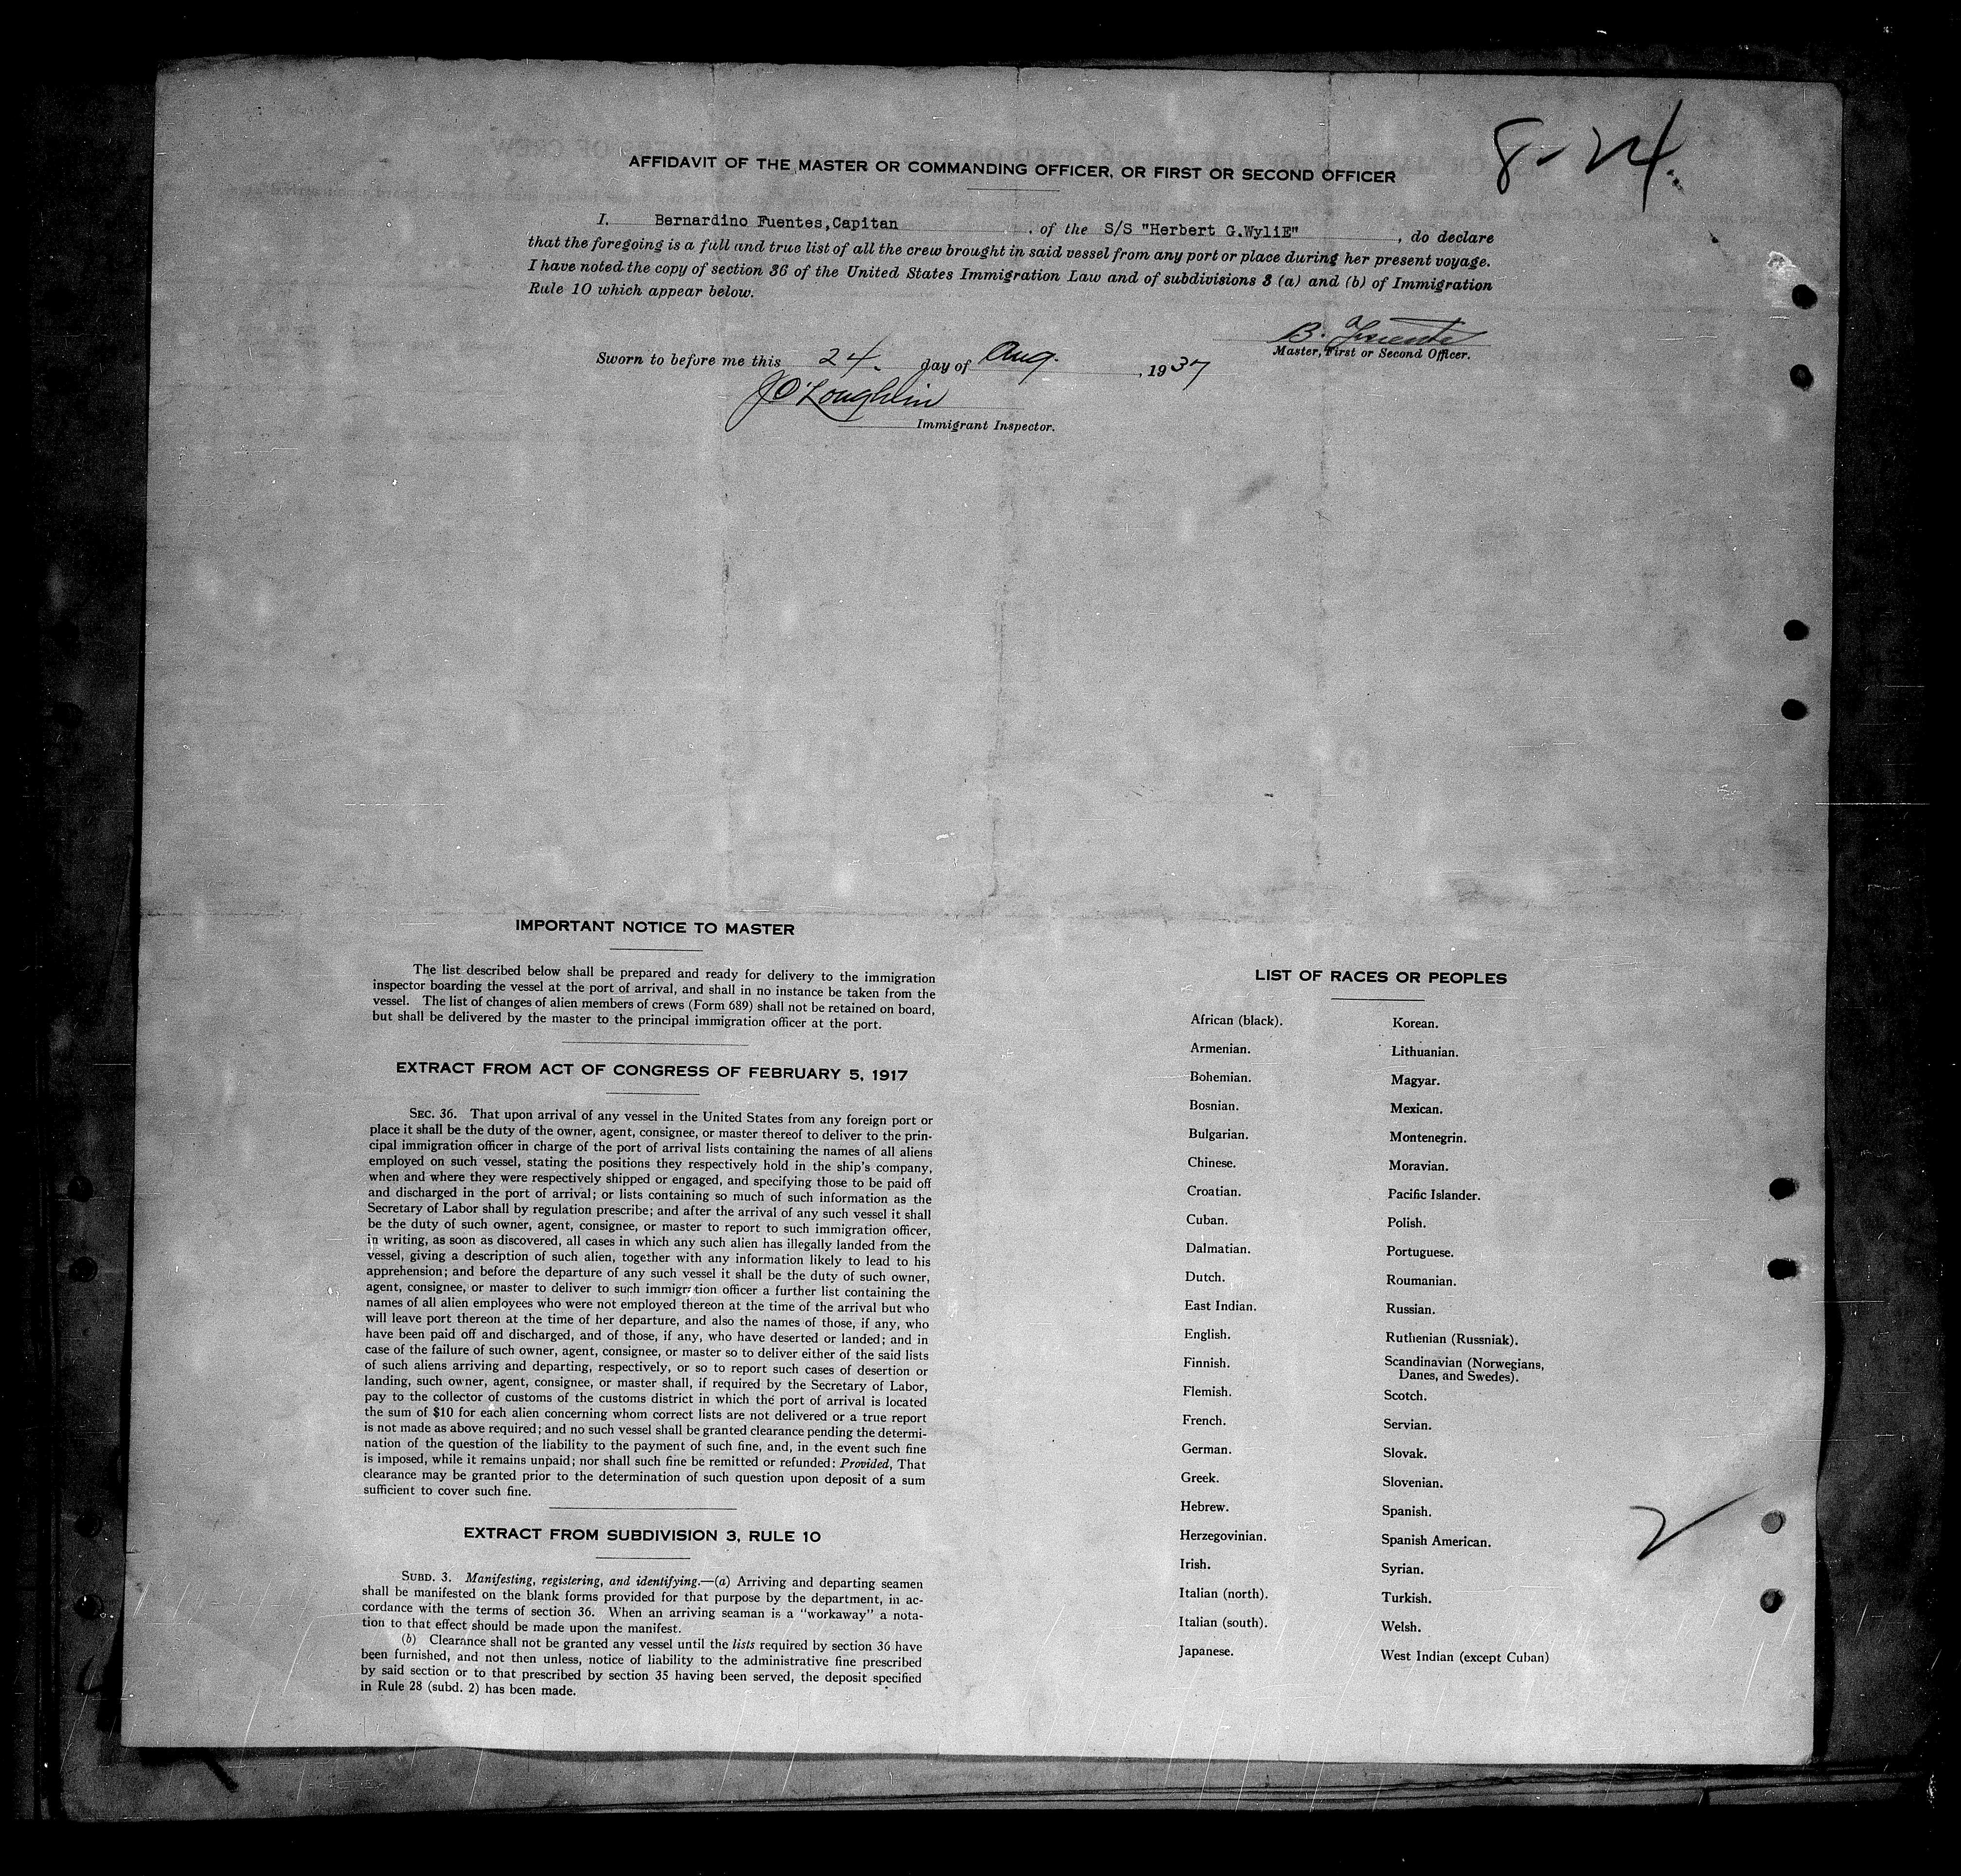 8-24.
AFFIDAVIT OF THE MASTER OR COMMANDING OFFICER, OR FIRST OR SECOND OFFICER
I, Bernardino Fuentes,Capitan, of the S/S "Herbert G.WyliE", do declare
that the foregoing is a full and true list of all the crew brought in said vessel from any port or place during her present voyage.
I have noted the copy of section 36 of the United States Immigration Law and of subdivisions 3 (a) and (b) of Immigration
Rule 10 which appear below.
B. Fuentes
Master, First or Second Officer.
Sworn to before me this 24. day of Aug. , 1937
J O'Loughlin
Immigrant Inspector.
IMPORTANT NOTICE TO MASTER
The list described below shall be prepared and ready for delivery to the immigration
inspector boarding the vessel at the port of arrival, and shall in no instance be taken from the
vessel. The list of changes of alien members of crews (Form 689) shall not be retained on board,
but shall be delivered by the master to the principal immigration officer at the port.
EXTRACT FROM ACT OF CONGRESS OF FEBRUARY 5, 1917
SEC. 36. That upon arrival of any vessel in the United States from any foreign port or
place it shall be the duty of the owner, agent, consignee, or master thereof to deliver to the prin-
cipal immigration officer in charge of the port of arrival lists containing the names of all aliens
employed on such vessel, stating the positions they respectively hold in the ship's company,
when and where they were respectively shipped or engaged, and specifying those to be paid off
and discharged in the port of arrival; or lists containing so much of such information as the
Secretary of Labor shall by regulation prescribe; and after the arrival of any such vessel it shall
be the duty of such owner, agent, consignee, or master to report to such immigration officer,
in writing, as soon as discovered, all cases in which any such alien has illegally landed from the
vessel, giving a description of such alien, together with any information likely to lead to his
apprehension; and before the departure of any such vessel it shall be the duty of such owner,
agent, consignee, or master to deliver to such immigration officer a further list containing the
names of all alien employees who were not employed thereon at the time of the arrival but who
will leave port thereon at the time of her departure, and also the names of those, if any, who
have been paid off and discharged, and of those, if any, who have deserted or landed; and in
case of the failure of such owner, agent, consignee, or master so to deliver either of the said lists
of such aliens arriving and departing, respectively, or so to report such cases of desertion or
landing, such owner, agent, consignee, or master shall, if required by the Secretary of Labor,
pay to the collector of customs of the customs district in which the port of arrival is located
the sum of $10 for each alien concerning whom correct lists are not delivered or a true report
is not made as above required; and no such vessel shall be granted clearance pending the determi-
nation of the question of the liability to the payment of such fine, and, in the event such fine
is imposed, while it remains unpaid; nor shall such fine be remitted or refunded: Provided, That
clearance may be granted prior to the determination of such question upon deposit of a sum
sufficient to cover such fine.
EXTRACT FROM SUBDIVISION 3, RULE 10
SUBD. 3. Manifesting, registering, and identifying.—(a) Arriving and departing seamen
shall be manifested on the blank forms provided for that purpose by the department, in ac-
cordance with the terms of section 36. When an arriving seaman is a "workaway" a nota-
tion to that effect should be made upon the manifest.
(b) Clearance shall not be granted any vessel until the lists required by section 36 have
been furnished, and not then unless, notice of liability to the administrative fine prescribed
by said section or to that prescribed by section 35 having been served, the deposit specified
in Rule 28 (subd. 2) has been made.
LIST OF RACES OR PEOPLES
African (black).
Armenian.
Bohemian.
Bosnian.
Bulgarian.
Chinese.
Croatian.
Cuban.
Dalmatian.
Dutch.
East Indian.
English.
Finnish.
Flemish.
French.
German.
Greek.
Hebrew.
Herzegovinian.
Irish.
Italian (north).
Italian (south).
Japanese.
Korean.
Lithuanian.
Magyar.
Mexican.
Montenegrin.
Moravian.
Pacific Islander.
Polish.
Portuguese.
Roumanian.
Russian.
Ruthenian (Russniak).
Scandinavian (Norwegians,
Danes, and Swedes).
Scotch.
Servian.
Slovak.
Slovenian.
Spanish.
Spanish American.
Syrian.
Turkish.
Welsh.
West Indian (except Cuban)
2